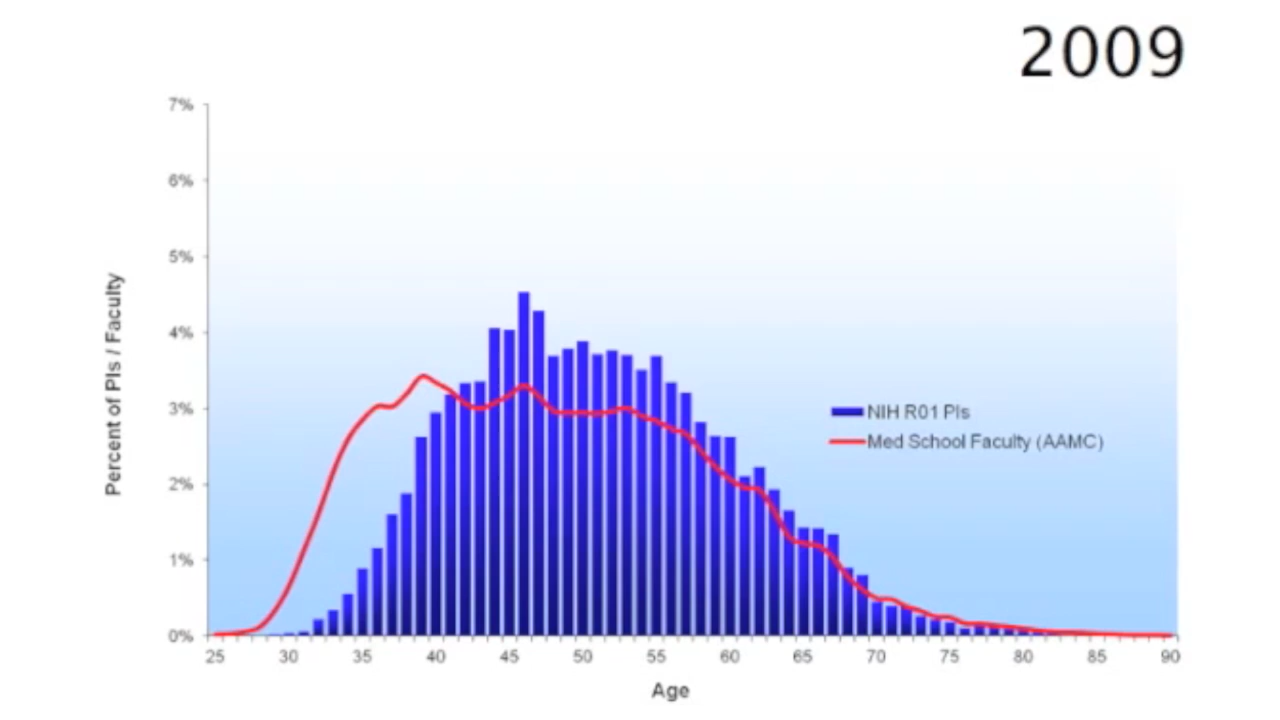 2009
7%
6%
5%
4%
3%
2%
1%
0%
Percent of PIs / Faculty
NIH R01 PIs
Med School Faculty (AAMC)
25 30 35 40 45 50 55 60 65 70 75 80 85 90
Age